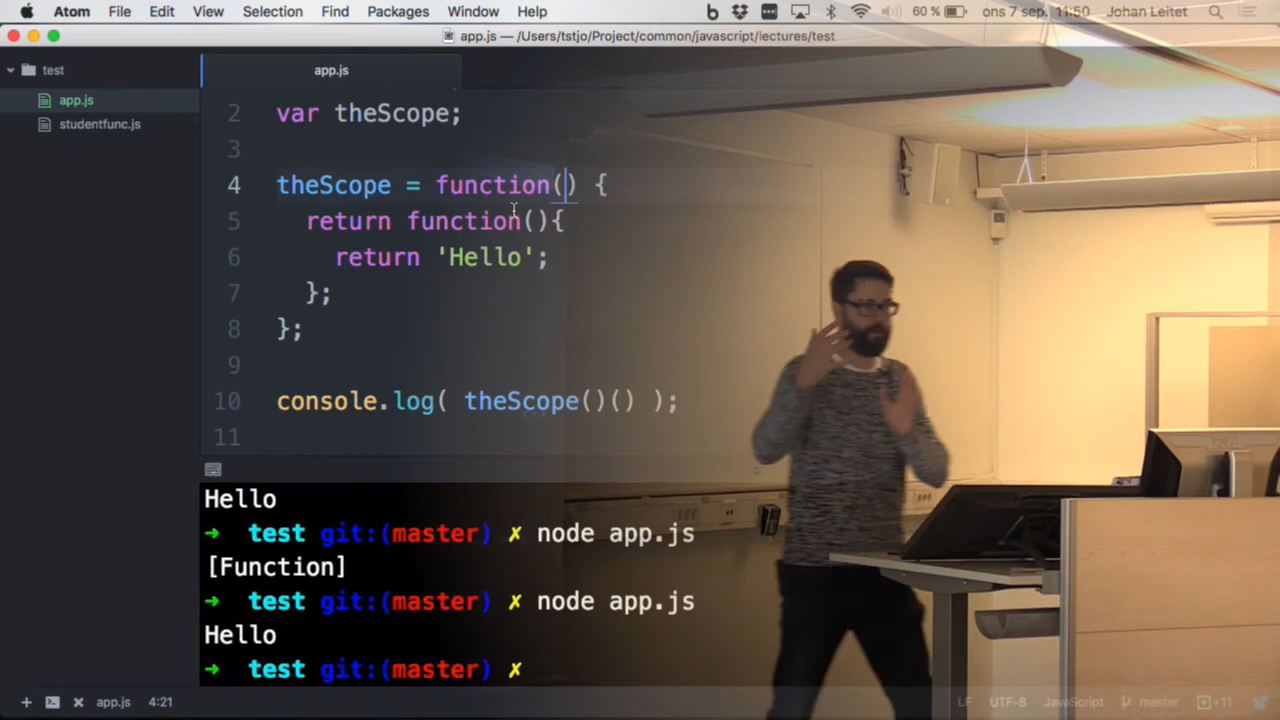 Atom File Edit View Selection Find Packages Window Help 60 % ons 7 sep. 11:50 Johan Leitet
app.js — /Users/tstjo/Project/common/javascript/lectures/test
test
app.js
studentfunc.js
app.js
2 var theScope;
3
4 theScope = function() {
5 return function(){
6 return 'Hello';
7 };
8 };
9
10 console.log( theScope()() );
11
Hello
➜ test git:(master) ✗ node app.js
[Function]
➜ test git:(master) ✗ node app.js
Hello
➜ test git:(master) ✗
+ app.js 4:21 LF UTF-8 JavaScript master +11